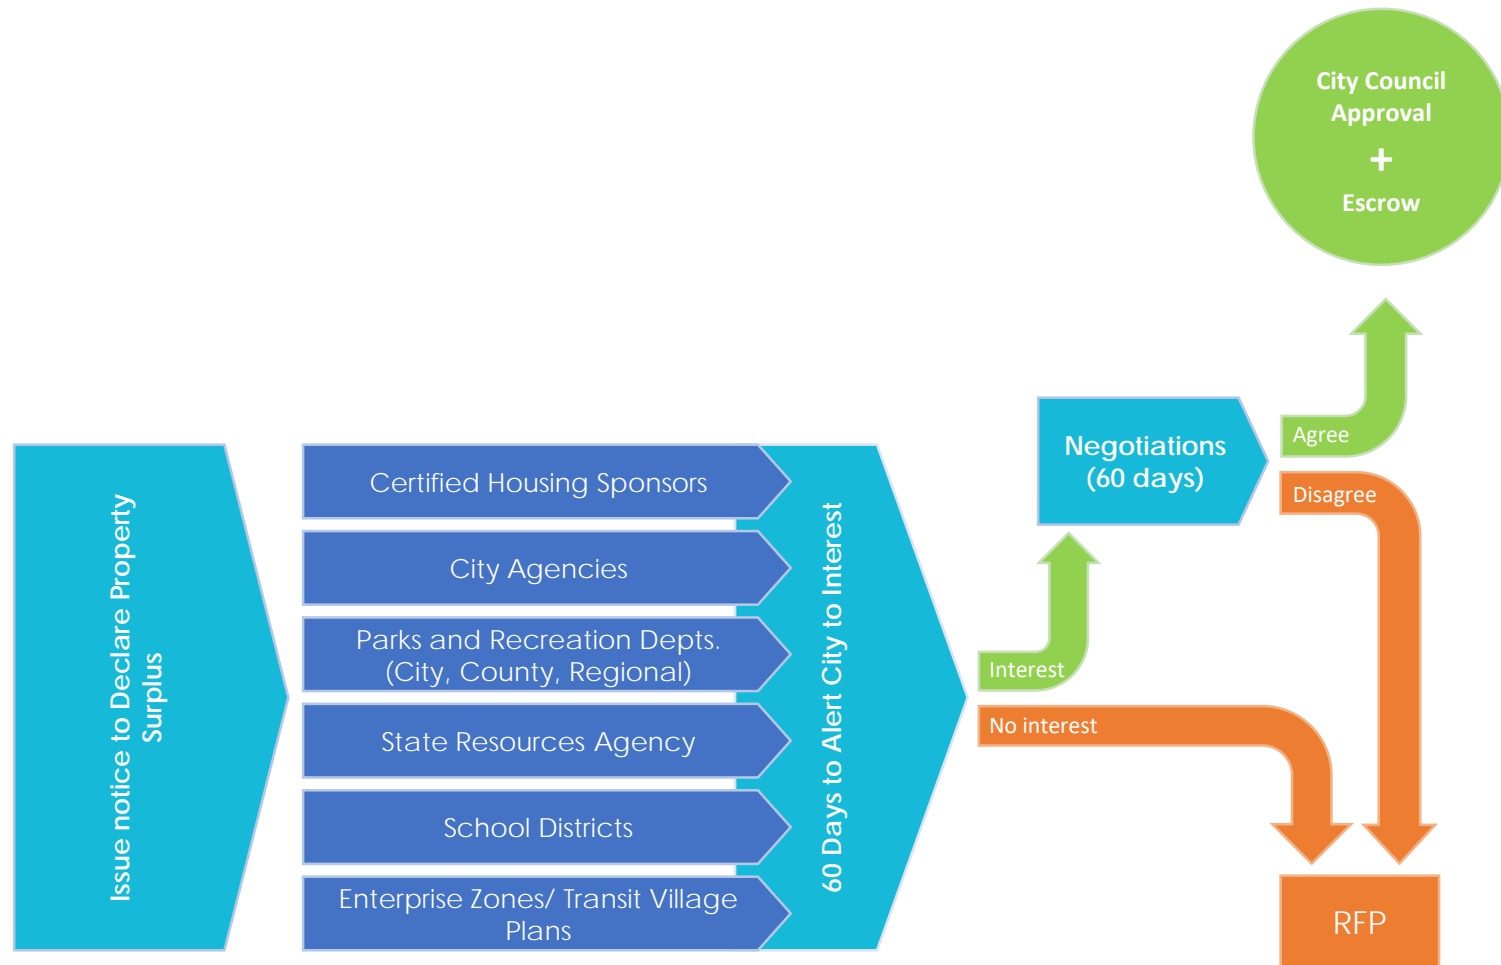 Issue notice to Declare Property
Surplus
Certified Housing Sponsors
City Agencies
Parks and Recreation Depts.
(City, County, Regional)
State Resources Agency
School Districts
Enterprise Zones/ Transit Village
Plans
60 Days to Alert City to Interest
Interest
No interest
Negotiations
(60 days)
Agree
Disagree
City Council
Approval
+
Escrow
RFP